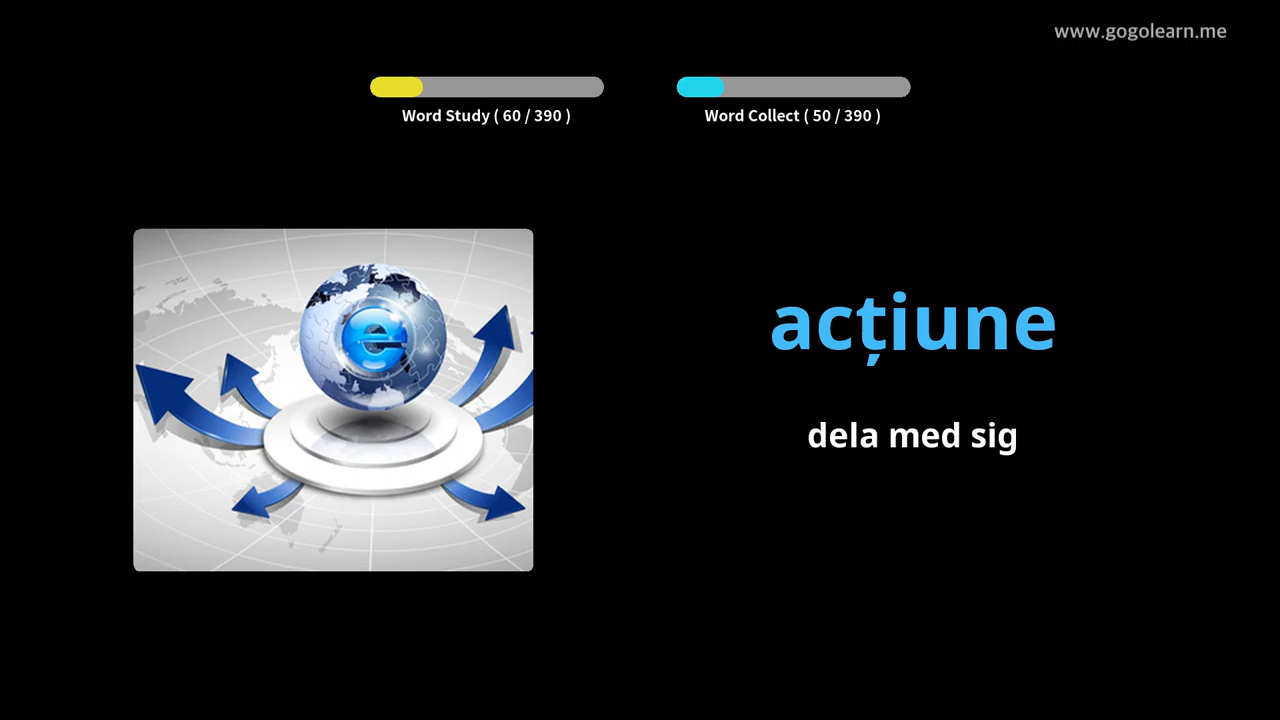 www.gogolearn.me
Word Study ( 60 / 390 )
Word Collect ( 50 / 390 )
e
acțiune
dela med sig